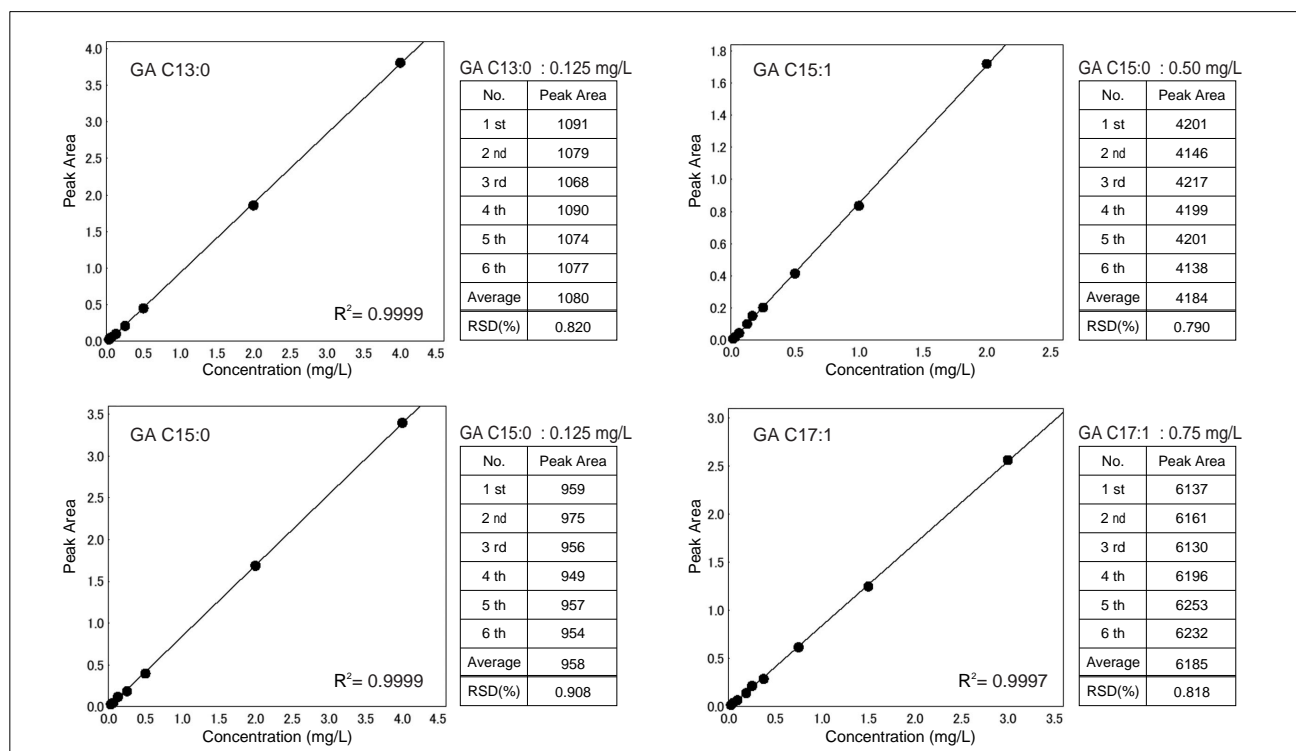 GA C13:0
4.0
3.5
3.0
2.5
2.0
1.5
1.0
0.5
0.0
Peak Area
R²= 0.9999
0.0 0.5 1.0 1.5 2.0 2.5 3.0 3.5 4.0 4.5
Concentration (mg/L)
GA C13:0 : 0.125 mg/L
No. Peak Area
1 st 1091
2 nd 1079
3 rd 1068
4 th 1090
5 th 1074
6 th 1077
Average 1080
RSD(%) 0.820
GA C15:1
1.8
1.6
1.4
1.2
1.0
0.8
0.6
0.4
0.2
0.0
Peak Area
0.0 0.5 1.0 1.5 2.0 2.5
Concentration (mg/L)
GA C15:0 : 0.50 mg/L
No. Peak Area
1 st 4201
2 nd 4146
3 rd 4217
4 th 4199
5 th 4201
6 th 4138
Average 4184
RSD(%) 0.790
GA C15:0
3.5
3.0
2.5
2.0
1.5
1.0
0.5
0.0
Peak Area
R²= 0.9999
0.0 0.5 1.0 1.5 2.0 2.5 3.0 3.5 4.0 4.5
Concentration (mg/L)
GA C15:0 : 0.125 mg/L
No. Peak Area
1 st 959
2 nd 975
3 rd 956
4 th 949
5 th 957
6 th 954
Average 958
RSD(%) 0.908
GA C17:1
3.0
2.5
2.0
1.5
1.0
0.5
0.0
Peak Area
R²= 0.9997
0.0 0.5 1.0 1.5 2.0 2.5 3.0 3.5
Concentration (mg/L)
GA C17:1 : 0.75 mg/L
No. Peak Area
1 st 6137
2 nd 6161
3 rd 6130
4 th 6196
5 th 6253
6 th 6232
Average 6185
RSD(%) 0.818